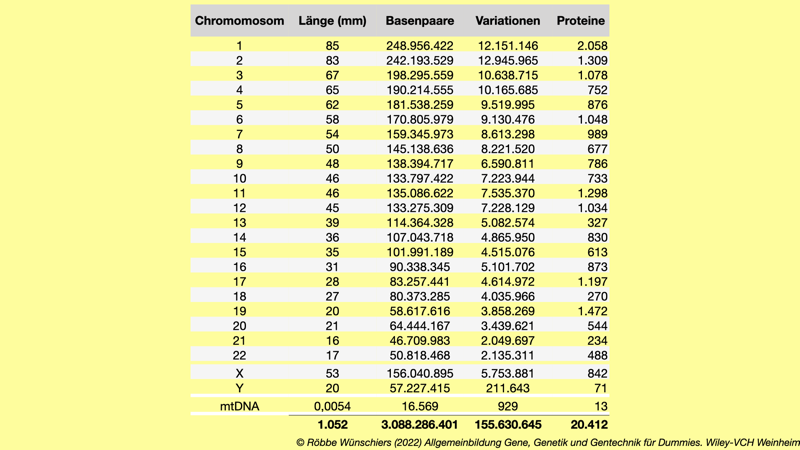 Chromomosom Länge (mm) Basenpaare Variationen Proteine
1 85 248.956.422 12.151.146 2.058
2 83 242.193.529 12.945.965 1.309
3 67 198.295.559 10.638.715 1.078
4 65 190.214.555 10.165.685 752
5 62 181.538.259 9.519.995 876
6 58 170.805.979 9.130.476 1.048
7 54 159.345.973 8.613.298 989
8 50 145.138.636 8.221.520 677
9 48 138.394.717 6.590.811 786
10 46 133.797.422 7.223.944 733
11 46 135.086.622 7.535.370 1.298
12 45 133.275.309 7.228.129 1.034
13 39 114.364.328 5.082.574 327
14 36 107.043.718 4.865.950 830
15 35 101.991.189 4.515.076 613
16 31 90.338.345 5.101.702 873
17 28 83.257.441 4.614.972 1.197
18 27 80.373.285 4.035.966 270
19 20 58.617.616 3.858.269 1.472
20 21 64.444.167 3.439.621 544
21 16 46.709.983 2.049.697 234
22 17 50.818.468 2.135.311 488
X 53 156.040.895 5.753.881 842
Y 20 57.227.415 211.643 71
mtDNA 0,0054 16.569 929 13
1.052 3.088.286.401 155.630.645 20.412
© Röbbe Wünschiers (2022) Allgemeinbildung Gene, Genetik und Gentechnik für Dummies. Wiley-VCH Weinheim